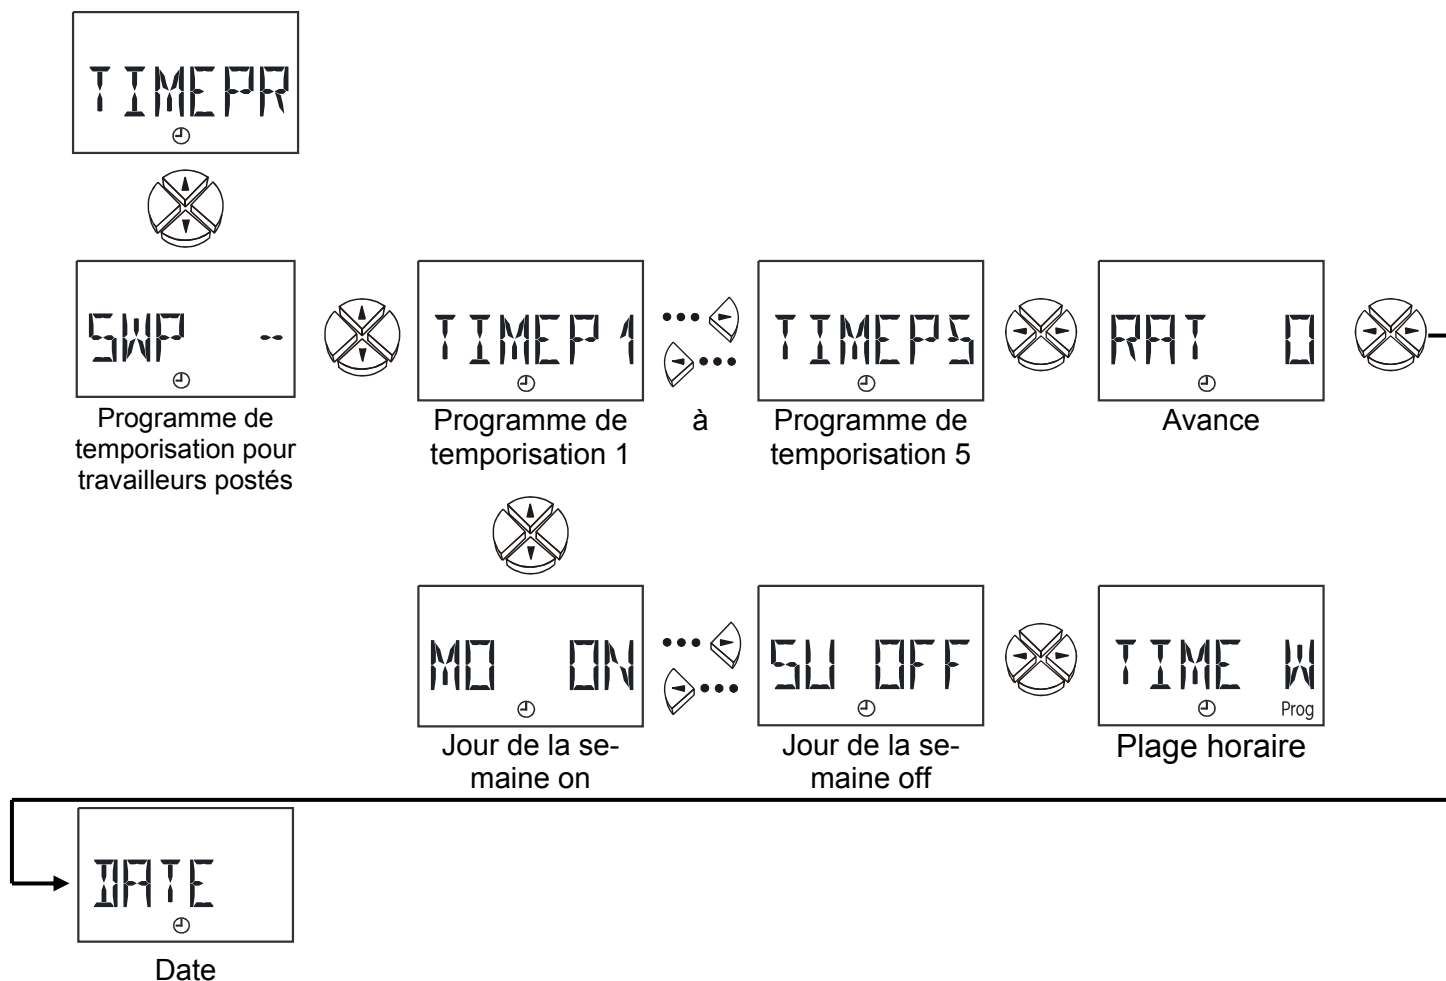 TIMEPR
SWP --
TIMEP1
TIMEP5
RAT 0
Programme de
temporisation pour
travailleurs postés
Programme de
temporisation 1
à
Programme de
temporisation 5
Avance
MO ON
SU OFF
TIME W
Prog
Jour de la se-
maine on
Jour de la se-
maine off
Plage horaire
DATE
Date